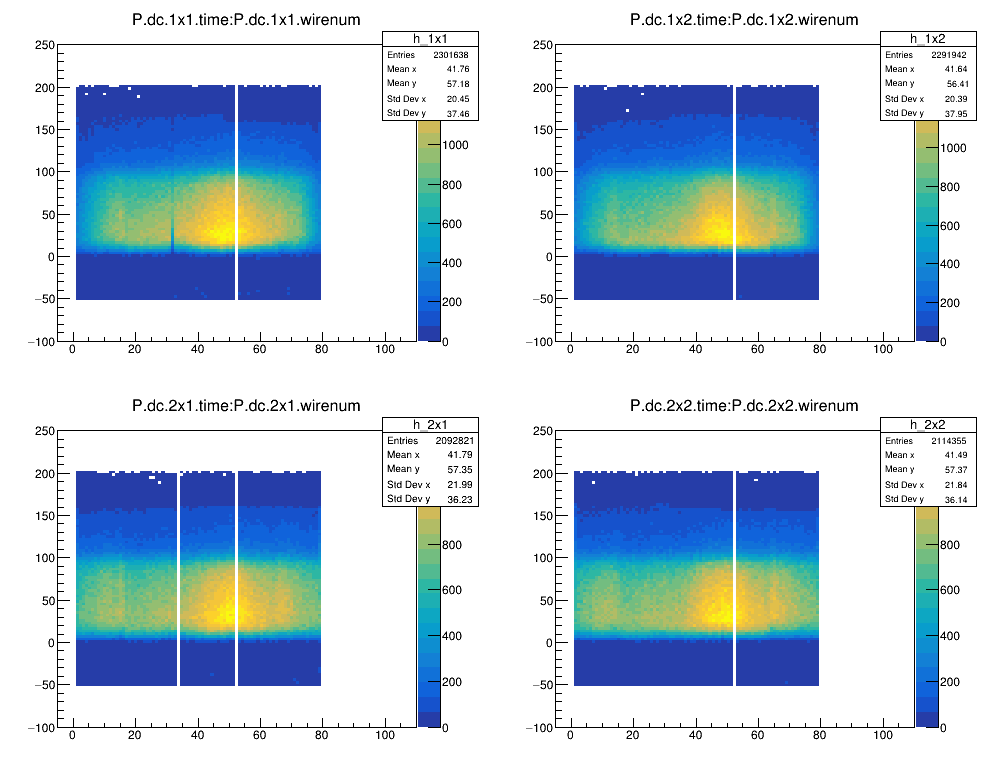 P.dc.1x1.time:P.dc.1x1.wirenum
h_1x1
Entries 2301638
Mean x 41.76
Mean y 57.18
Std Dev x 20.45
Std Dev y 37.46
250
200
150
100
50
0
−50
−100
0 20 40 60 80 100
1000
800
600
400
200
0
P.dc.1x2.time:P.dc.1x2.wirenum
h_1x2
Entries 2291942
Mean x 41.64
Mean y 56.41
Std Dev x 20.39
Std Dev y 37.95
250
200
150
100
50
0
−50
−100
0 20 40 60 80 100
1000
800
600
400
200
0
P.dc.2x1.time:P.dc.2x1.wirenum
h_2x1
Entries 2092821
Mean x 41.79
Mean y 57.35
Std Dev x 21.99
Std Dev y 36.23
250
200
150
100
50
0
−50
−100
0 20 40 60 80 100
800
600
400
200
0
P.dc.2x2.time:P.dc.2x2.wirenum
h_2x2
Entries 2114355
Mean x 41.49
Mean y 57.37
Std Dev x 21.84
Std Dev y 36.14
250
200
150
100
50
0
−50
−100
0 20 40 60 80 100
800
600
400
200
0